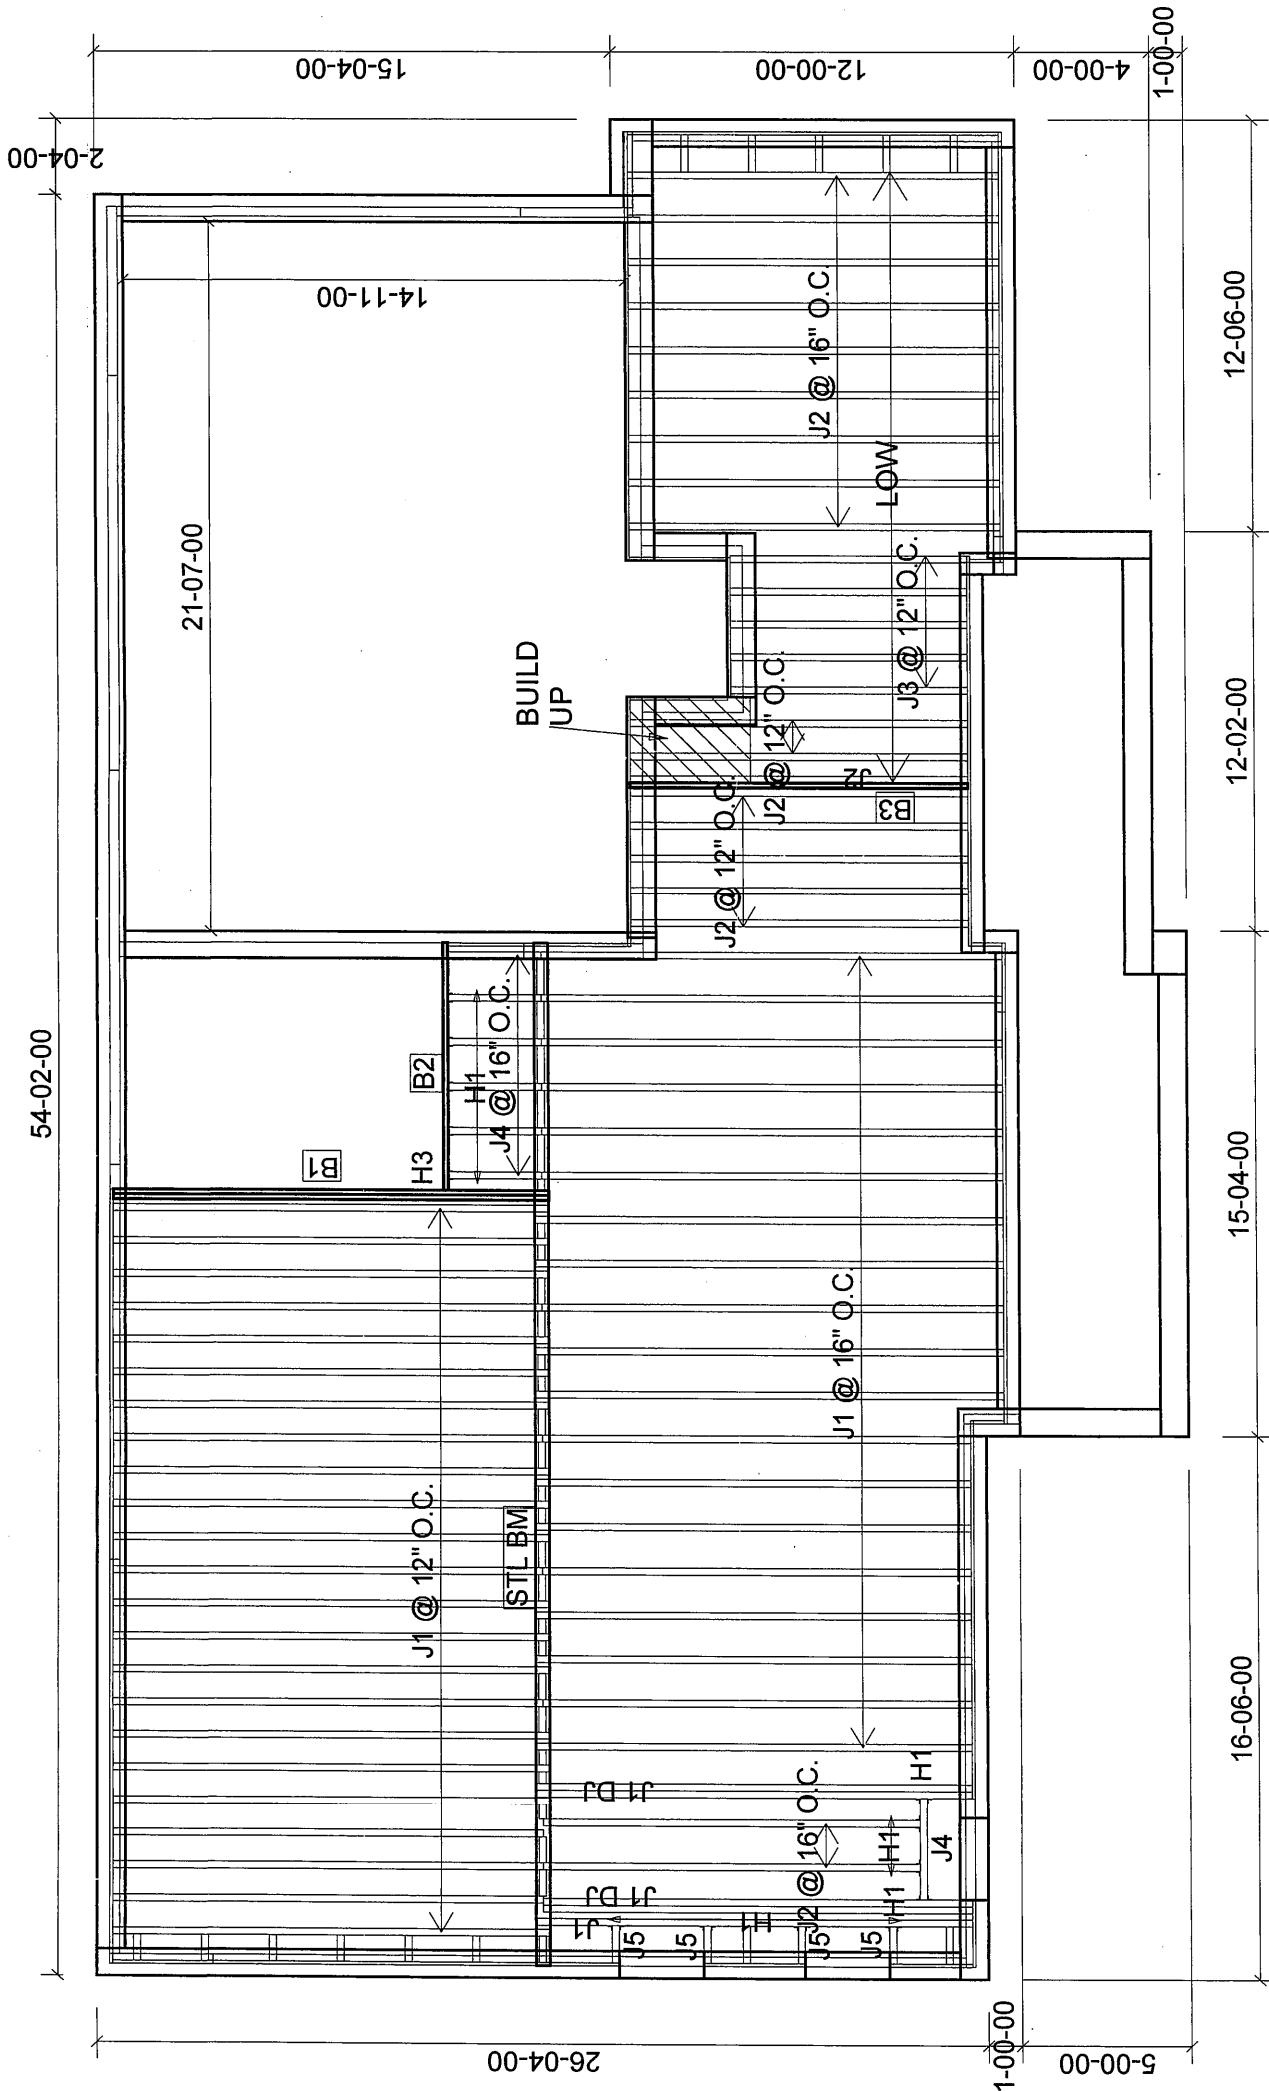 54-02-00
2-04-00
15-04-00
12-00-00
4-00-00
1-00-00
21-07-00
14-11-00
12-06-00
12-02-00
15-04-00
16-06-00
26-04-00
1-00-00
5-00-00
J1 @ 12" O.C.
STL BM
B1
H3
B2
H1
J4 @ 16" O.C.
J1 @ 16" O.C.
BUILD
UP
J2 @ 16" O.C.
LOW
J3 @ 12" O.C.
J2 @ 12" O.C.
J2 @ 12" O.C.
J2
B3
J1 DJ
J1 DJ
J1
J2 @ 16" O.C.
H1
H1
H1
H1
J4
J5
J5
J5
J5